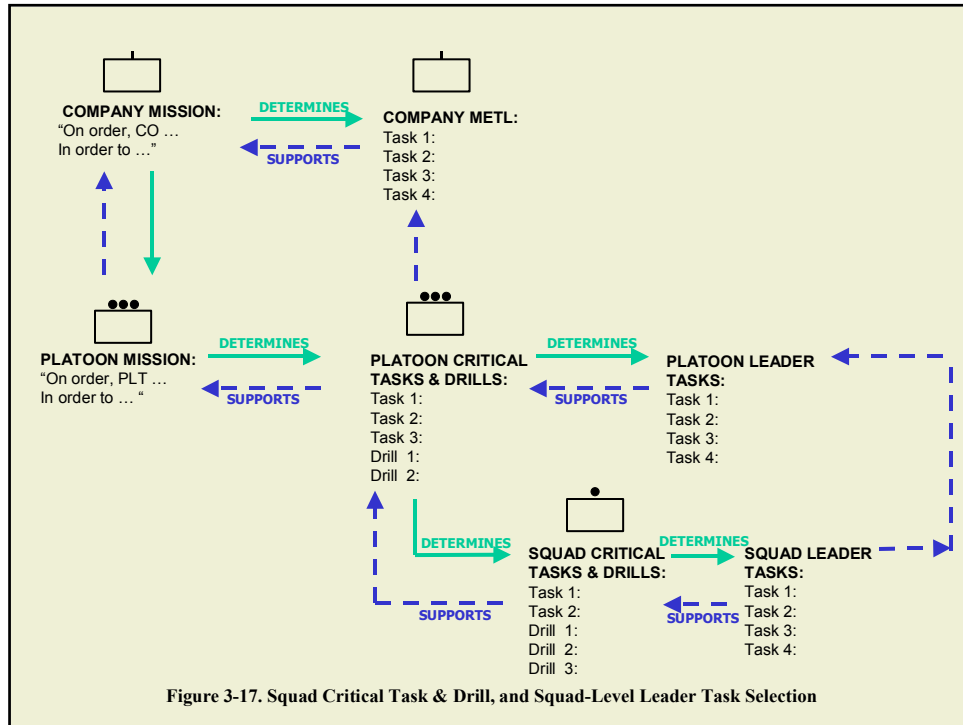 COMPANY MISSION:
“On order, CO …
In order to …”
DETERMINES
SUPPORTS
COMPANY METL:
Task 1:
Task 2:
Task 3:
Task 4:
PLATOON MISSION:
“On order, PLT …
In order to … “
DETERMINES
SUPPORTS
PLATOON CRITICAL
TASKS & DRILLS:
Task 1:
Task 2:
Task 3:
Drill 1:
Drill 2:
DETERMINES
SUPPORTS
PLATOON LEADER
TASKS:
Task 1:
Task 2:
Task 3:
Task 4:
DETERMINES
SUPPORTS
SQUAD CRITICAL
TASKS & DRILLS:
Task 1:
Task 2:
Drill 1:
Drill 2:
Drill 3:
DETERMINES
SUPPORTS
SQUAD LEADER
TASKS:
Task 1:
Task 2:
Task 3:
Task 4:
Figure 3-17. Squad Critical Task & Drill, and Squad-Level Leader Task Selection